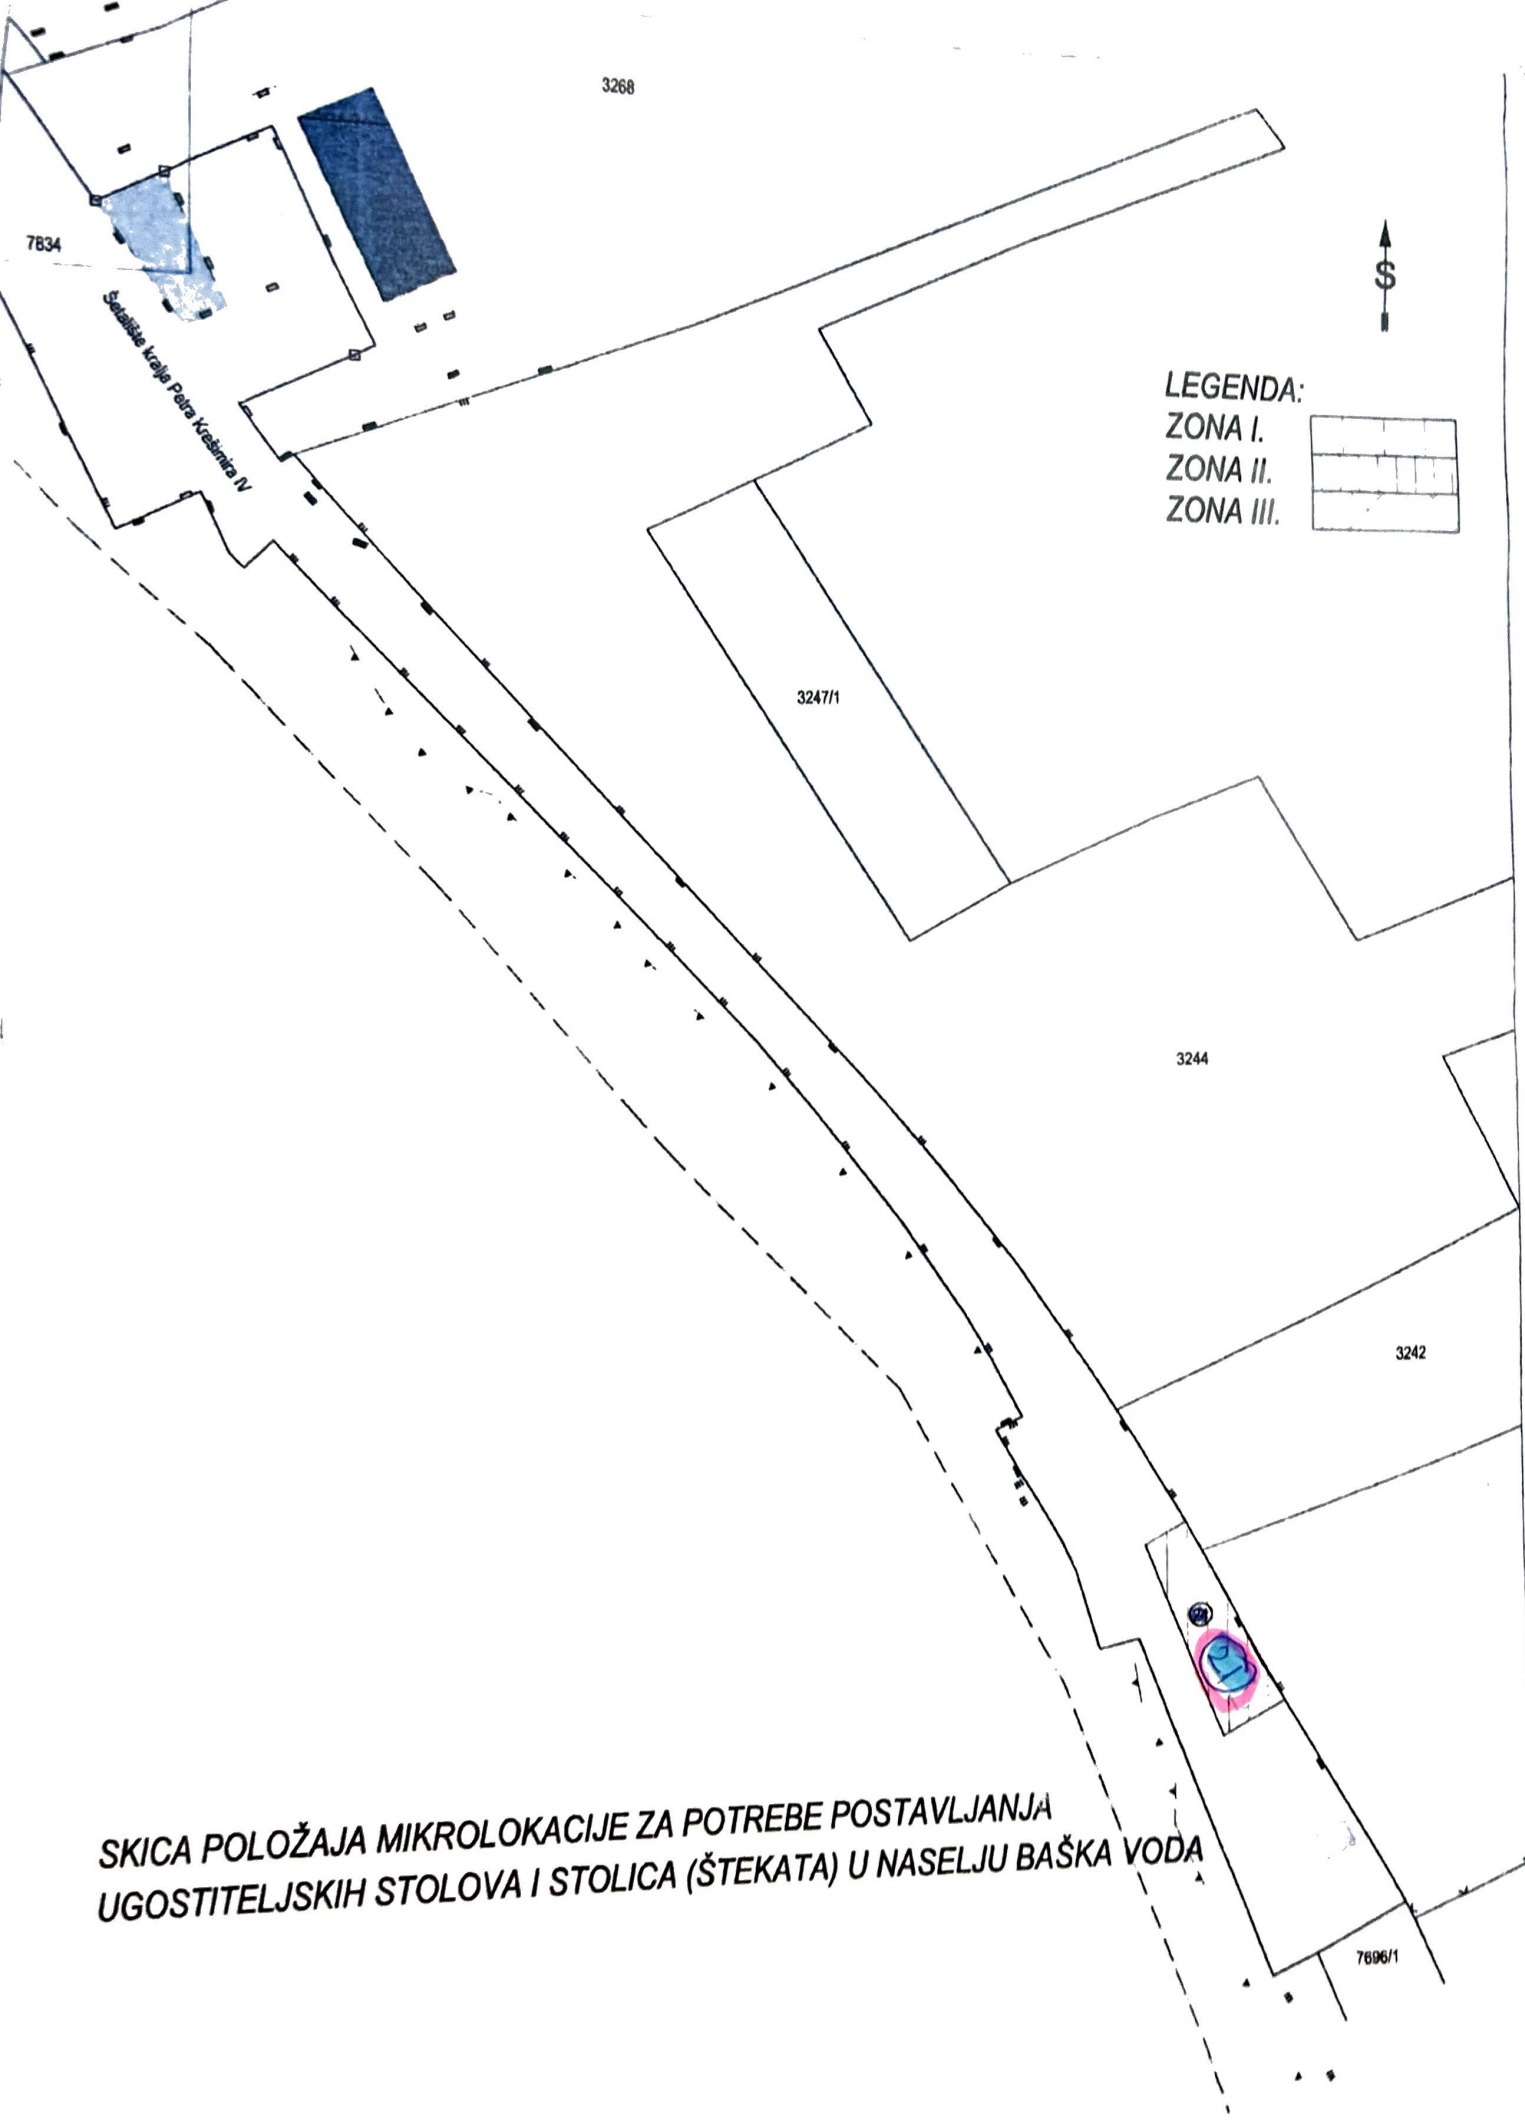 3268
7834
Šetalište kralja Petra Krešimira IV
S
LEGENDA:
ZONA I.
ZONA II.
ZONA III.
3247/1
3244
3242
SKICA POLOŽAJA MIKROLOKACIJE ZA POTREBE POSTAVLJANJA
UGOSTITELJSKIH STOLOVA I STOLICA (ŠTEKATA) U NASELJU BAŠKA VODA
7696/1